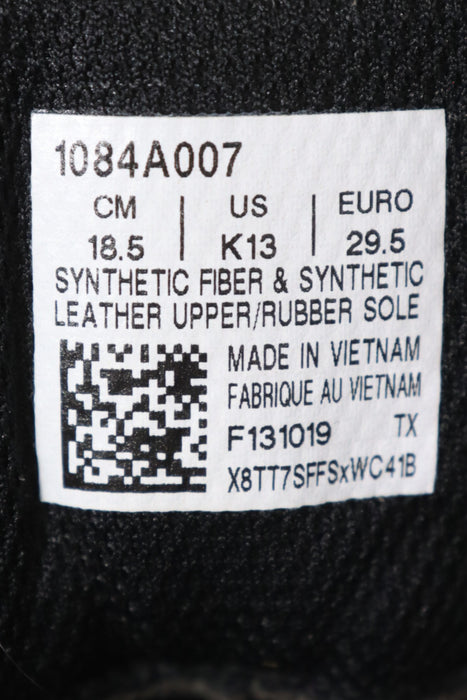 1084A007
CM | US | EURO
18.5 | K13 | 29.5
SYNTHETIC FIBER & SYNTHETIC
LEATHER UPPER/RUBBER SOLE
MADE IN VIETNAM
FABRIQUE AU VIETNAM
F131019 TX
X8TT7SFFSxWC41B